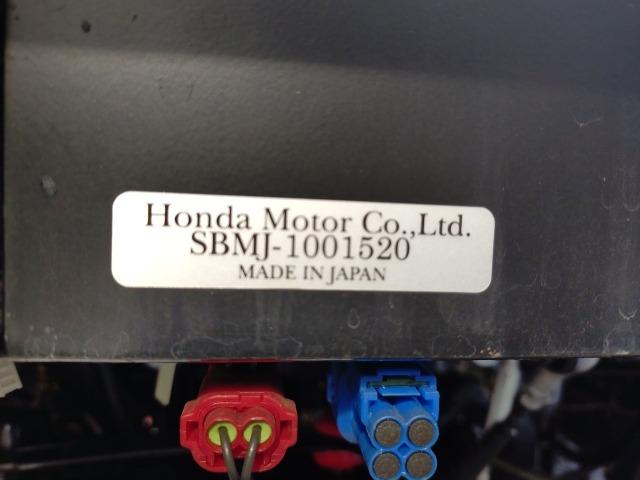 Honda Motor Co.,Ltd.
SBMJ-1001520
MADE IN JAPAN